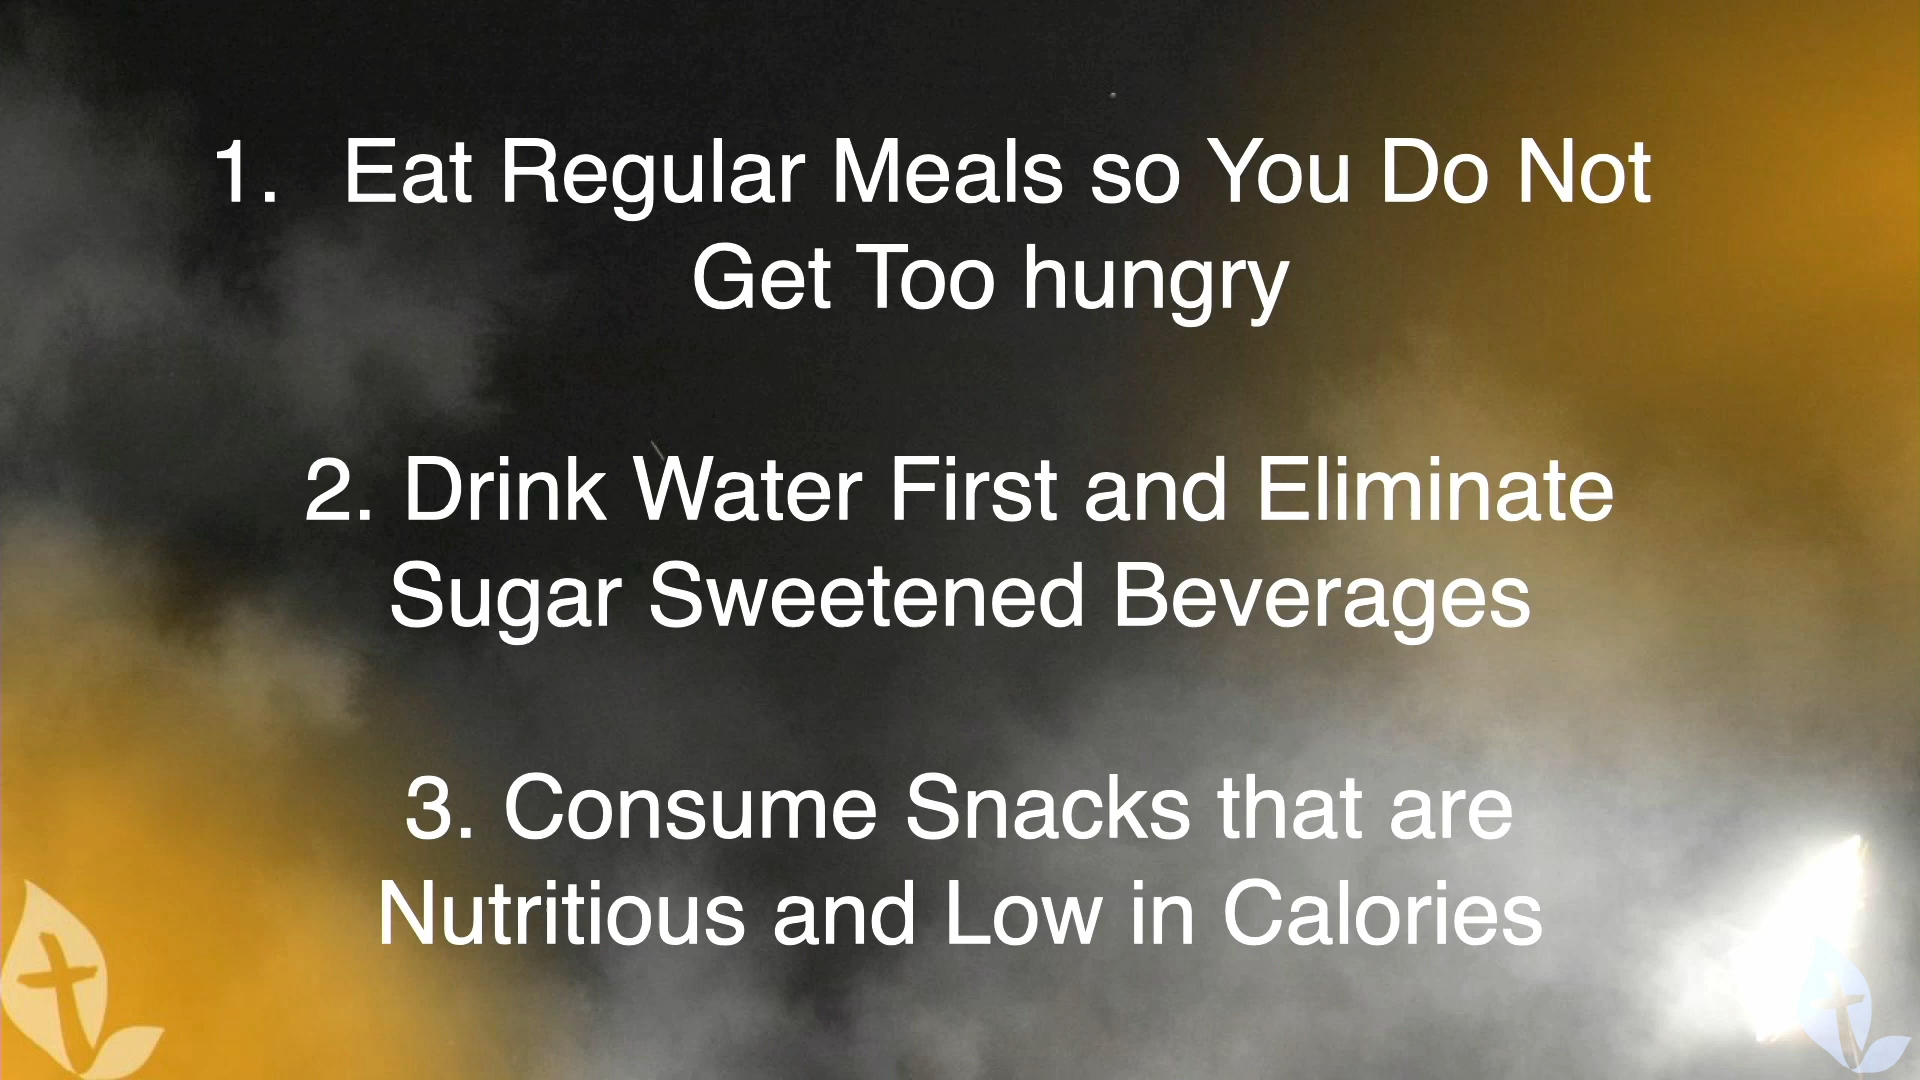 1. Eat Regular Meals so You Do Not
Get Too hungry
2. Drink Water First and Eliminate
Sugar Sweetened Beverages
3. Consume Snacks that are
Nutritious and Low in Calories